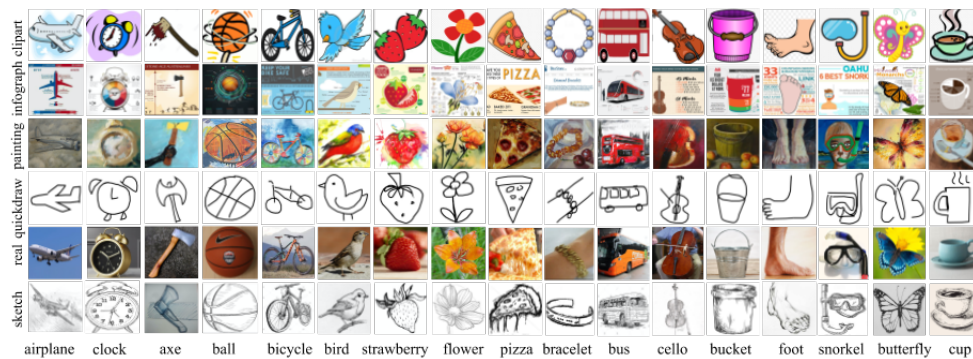 clipart
infograph
painting
quickdraw
real
sketch
PIZZA
OAHU
airplane clock axe ball bicycle bird strawberry flower pizza bracelet bus cello bucket foot snorkel butterfly cup